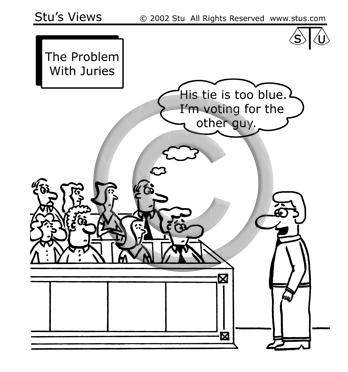 Stu's Views © 2002 Stu All Rights Reserved www.stus.com
S T U
The Problem
With Juries
His tie is too blue.
I'm voting for the
other guy.
©